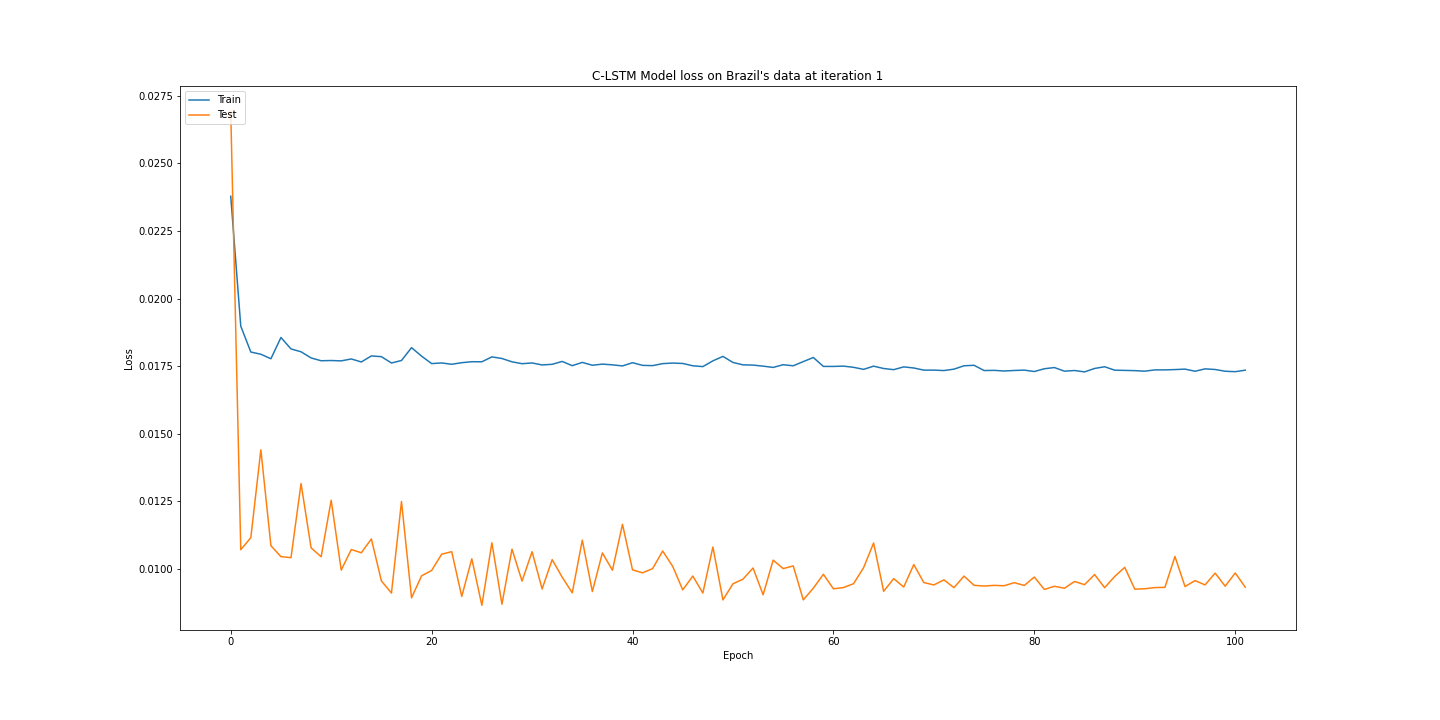 C-LSTM Model loss on Brazil's data at iteration 1
Train
Test
0.0275
0.0250
0.0225
0.0200
0.0175
0.0150
0.0125
0.0100
Loss
0 20 40 60 80 100
Epoch